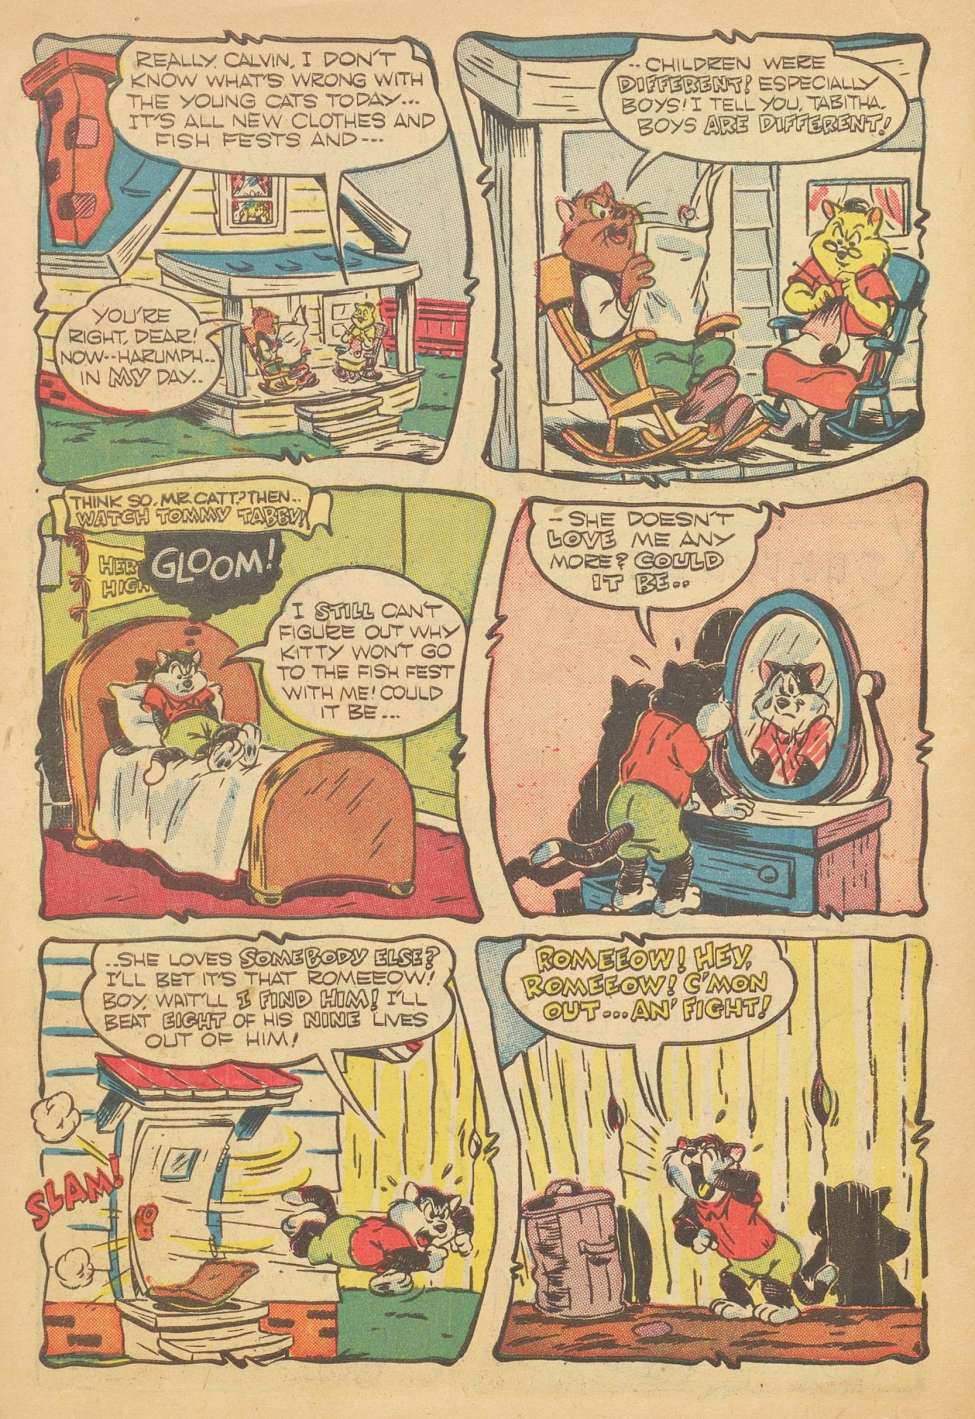 REALLY, CALVIN, I DON'T
KNOW WHAT'S WRONG WITH
THE YOUNG CATS TODAY...
IT'S ALL NEW CLOTHES AND
FISH FESTS AND---
YOU'RE
RIGHT, DEAR!
NOW--HARUMPH--
IN MY DAY..
..CHILDREN WERE
DIFFERENT! ESPECIALLY
BOYS! I TELL YOU, TABITHA..
BOYS ARE DIFFERENT!
THINK SO, MR. CATT? THEN..
WATCH TOMMY TABBY!
HER
HIGH
GLOOM!
I STILL CAN'T
FIGURE OUT WHY
KITTY WON'T GO
TO THE FISH FEST
WITH ME! COULD
IT BE...
- SHE DOESN'T
LOVE ME ANY
MORE? COULD
IT BE..
..SHE LOVES SOMEBODY ELSE?
I'LL BET IT'S THAT ROMEEOW!
BOY, WAIT'LL I FIND HIM! I'LL
BEAT EIGHT OF HIS NINE LIVES
OUT OF HIM!
SLAM!
ROMEEOW! HEY,
ROMEEOW! C'MON
OUT...AN' FIGHT!